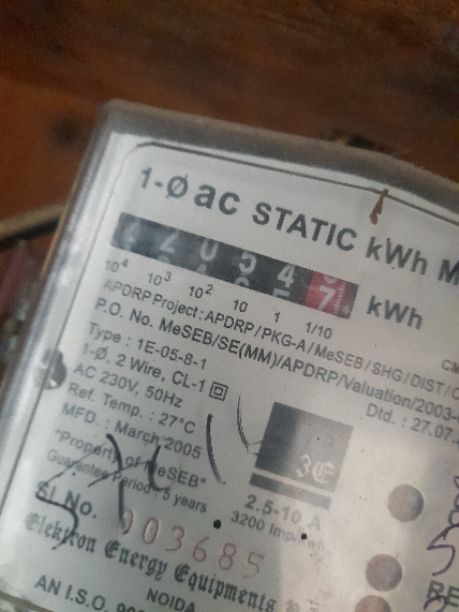 1-Ø ac STATIC kWh M
4 2 0 5 4 7 kWh
10⁴ 10³ 10² 10 1 1/10
APDRP Project: APDRP/PKG-A/MeSEB/SHG/DIST/C
P.O. No. MeSEB/SE(MM)/APDRP/Valuation/2003-
Dtd. : 27.07.
Type : 1E-05-8-1
1-Ø, 2 Wire, CL-1
AC 230V, 50Hz
Ref. Temp. : 27°C
MFD. : March 2005
"Property of MeSEB"
Guarantee Period : 5 years
3E
2.5-10 A
3200 Imp/kwh
Sl.No. 003685
Elektron Energy Equipments
NOIDA
AN I.S.O.